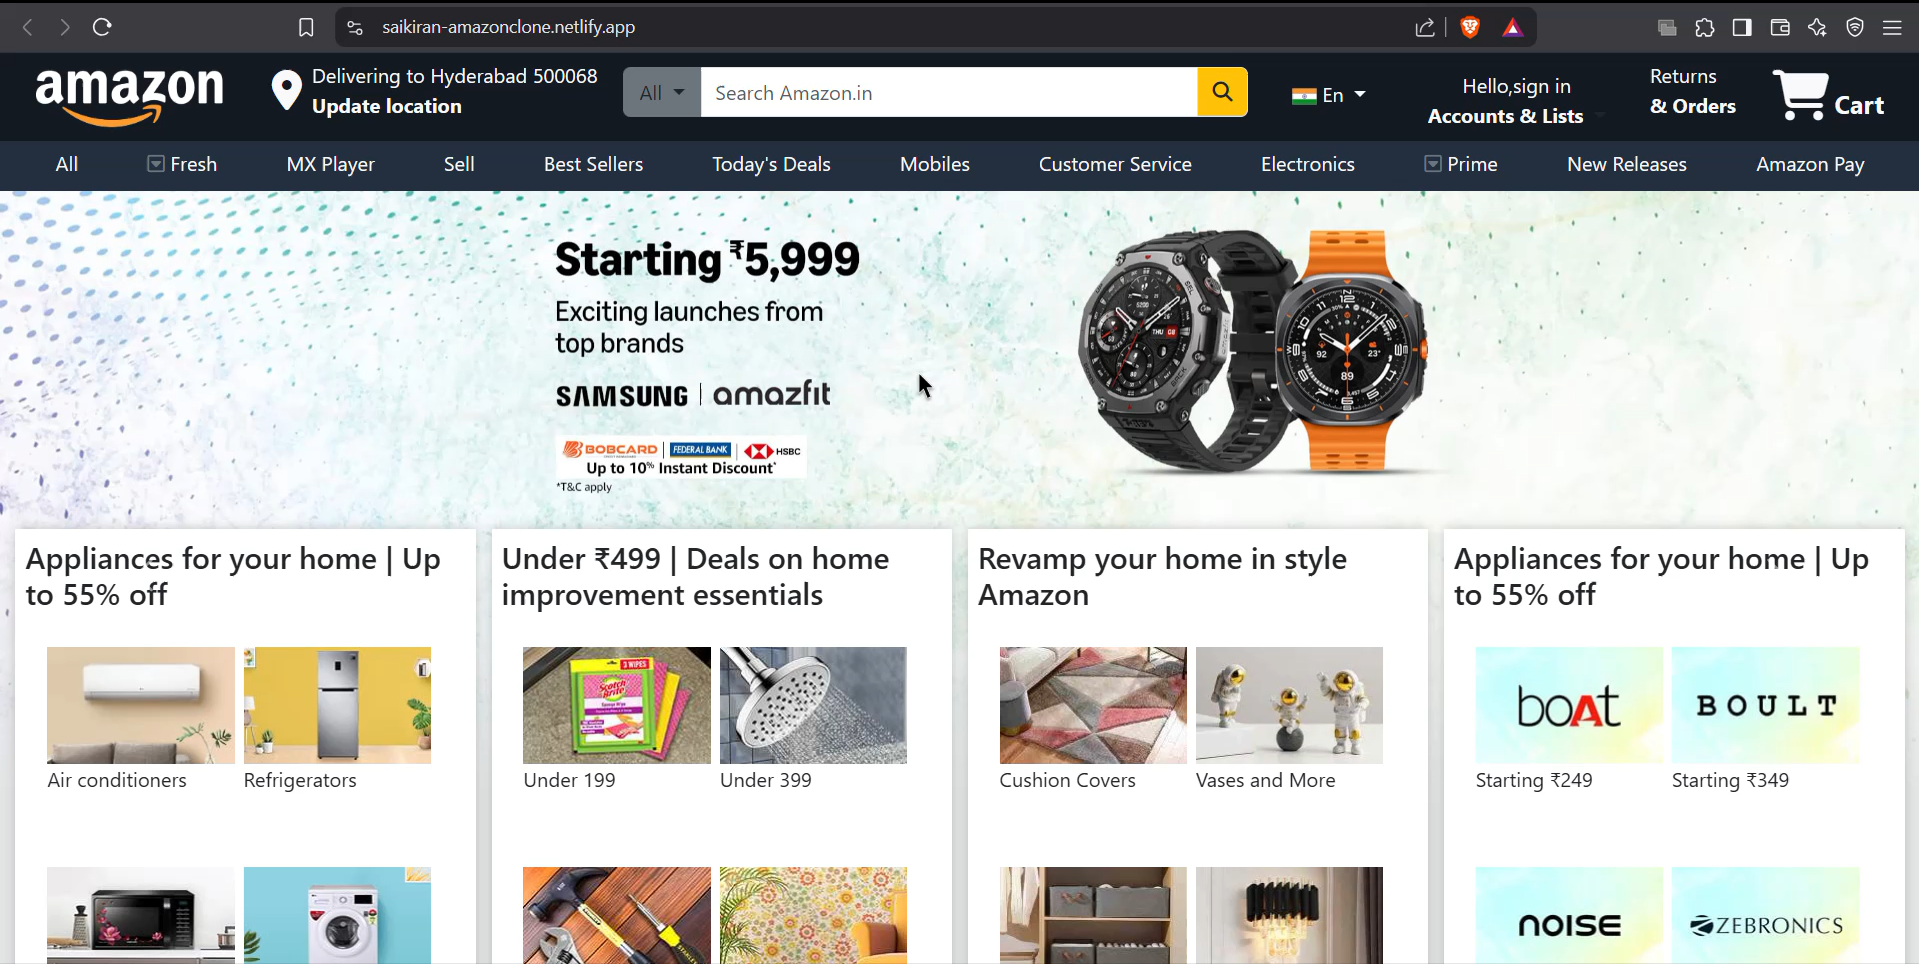 saikiran-amazonclone.netlify.app
amazon
Delivering to Hyderabad 500068
Update location
All
Search Amazon.in
En
Hello,sign in
Accounts & Lists
Returns
& Orders
Cart
All
Fresh
MX Player
Sell
Best Sellers
Today's Deals
Mobiles
Customer Service
Electronics
Prime
New Releases
Amazon Pay
Starting ₹5,999
Exciting launches from
top brands
SAMSUNG | amazfit
BOBCARD | FEDERAL BANK | HSBC
Up to 10% Instant Discount*
*T&C apply
Appliances for your home | Up
to 55% off
Air conditioners
Refrigerators
Under ₹499 | Deals on home
improvement essentials
3 WIPES
Scotch
Brite
Under 199
Under 399
Revamp your home in style
Amazon
Cushion Covers
Vases and More
Appliances for your home | Up
to 55% off
boAt
BOULT
Starting ₹249
Starting ₹349
noise
ZEBRONICS